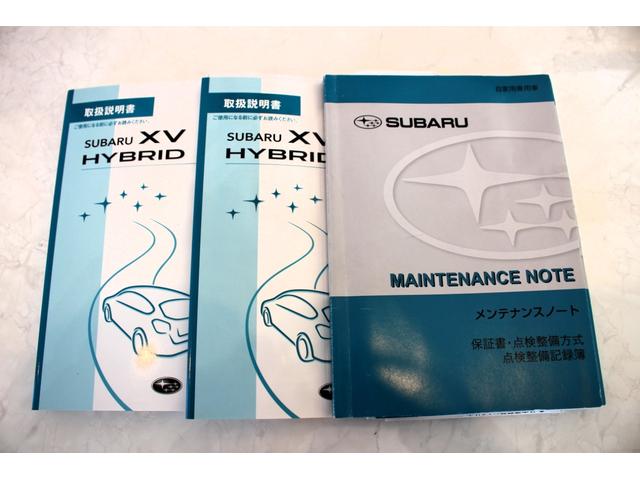 取扱説明書
ご使用になる前に必ずお読みください。
SUBARU XV
HYBRID
取扱説明書
ご使用になる前に必ずお読みください。
SUBARU XV
HYBRID
自家用乗用車
SUBARU
MAINTENANCE NOTE
メンテナンスノート
保証書・点検整備方式
点検整備記録簿